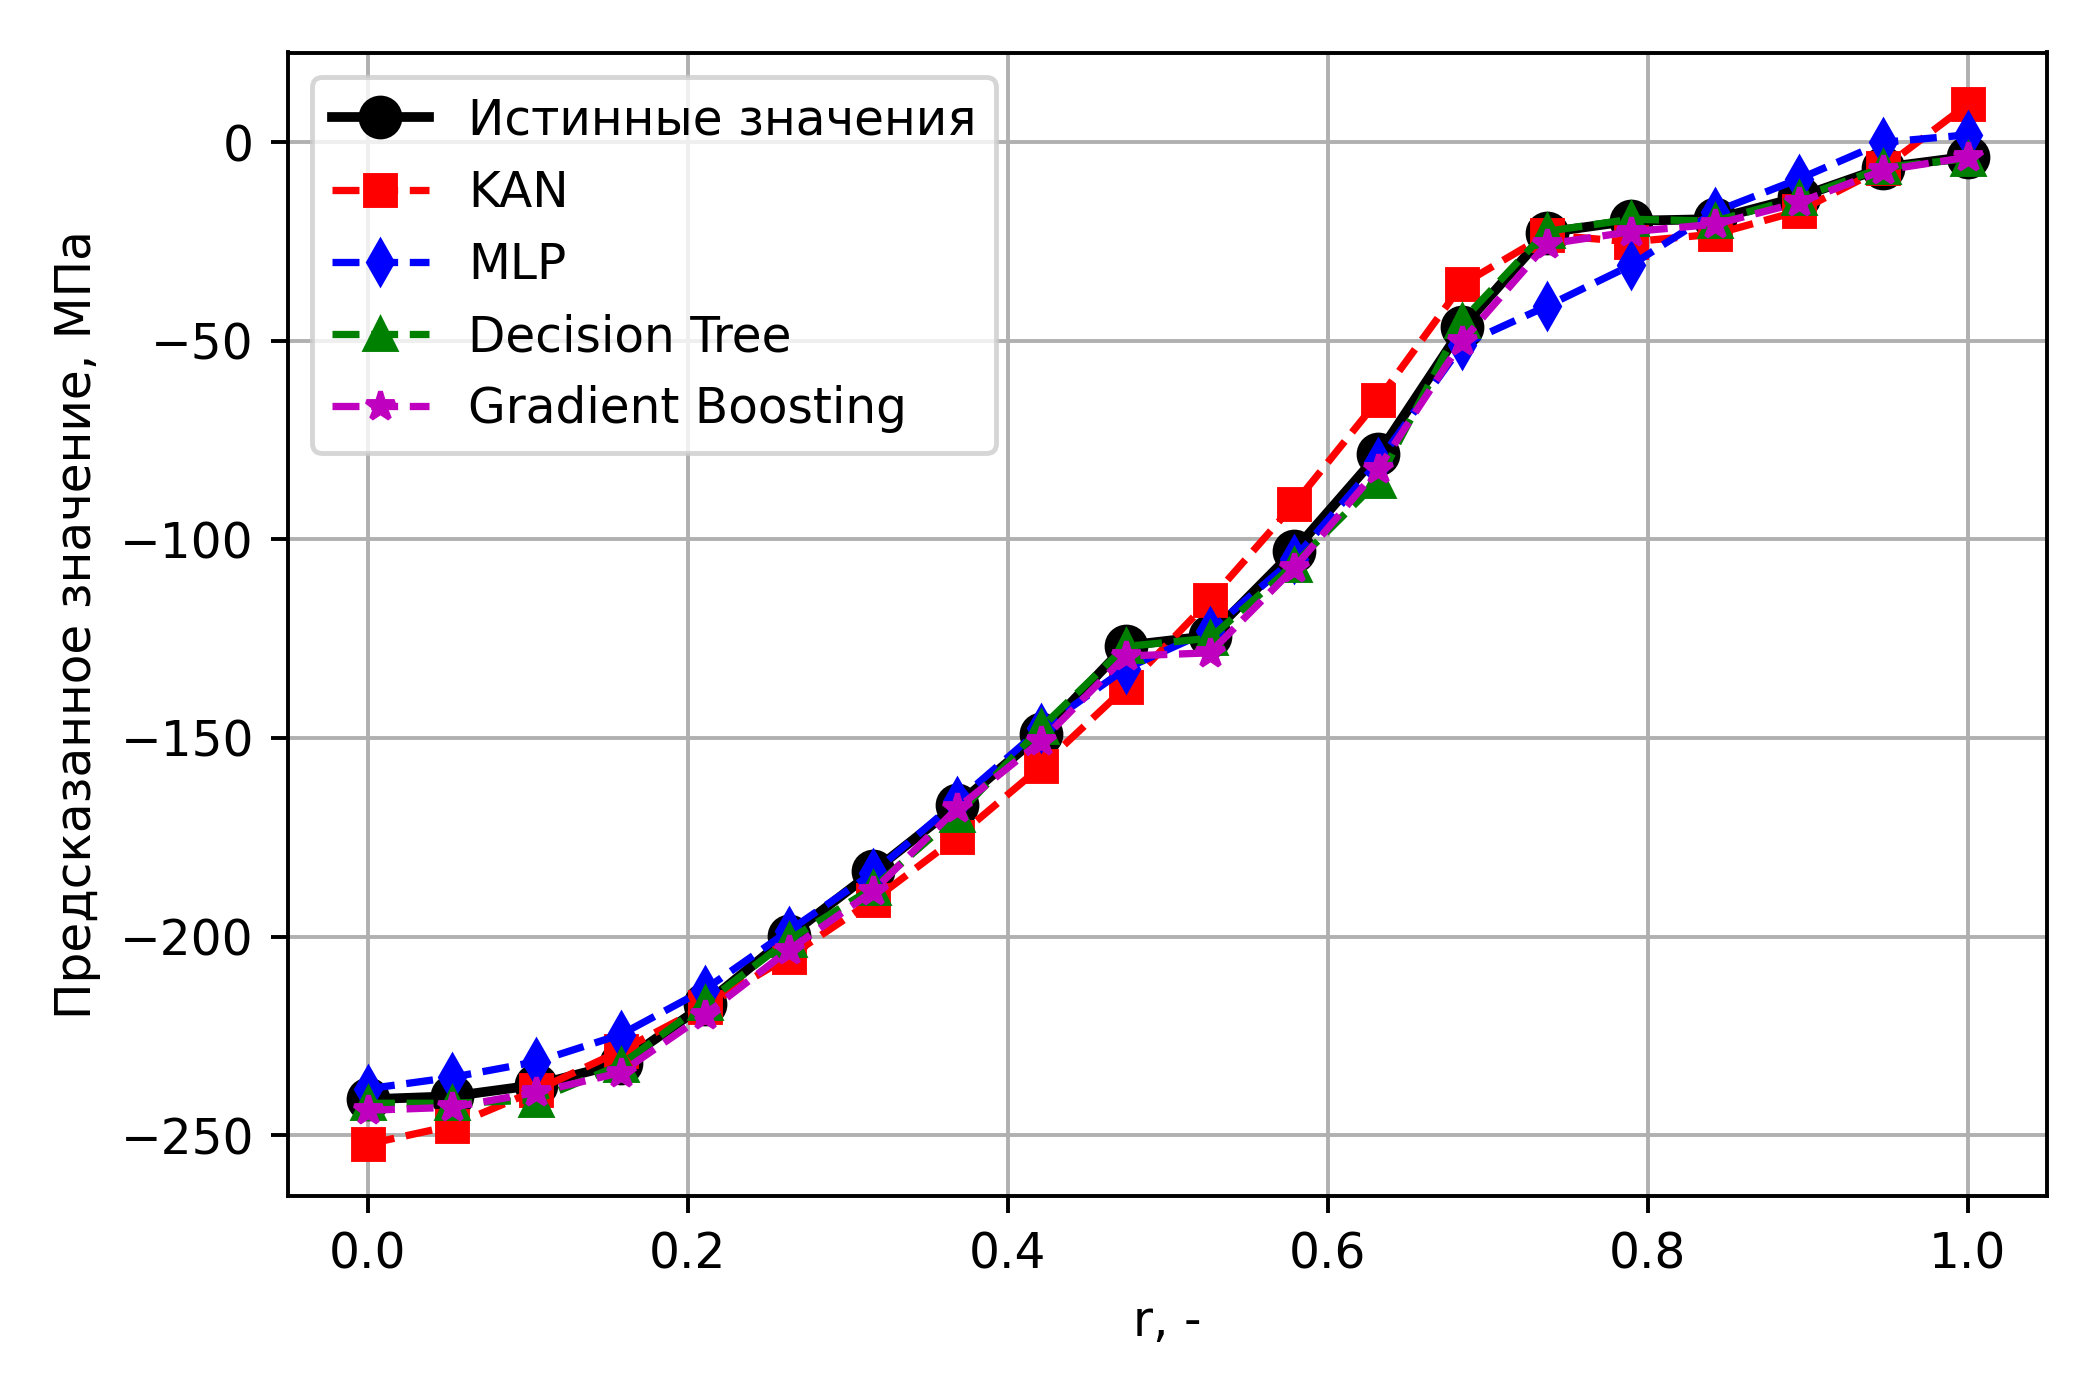 Истинные значения
KAN
MLP
Decision Tree
Gradient Boosting
Предсказанное значение, МПа
0
−50
−100
−150
−200
−250
0.0 0.2 0.4 0.6 0.8 1.0
r, -